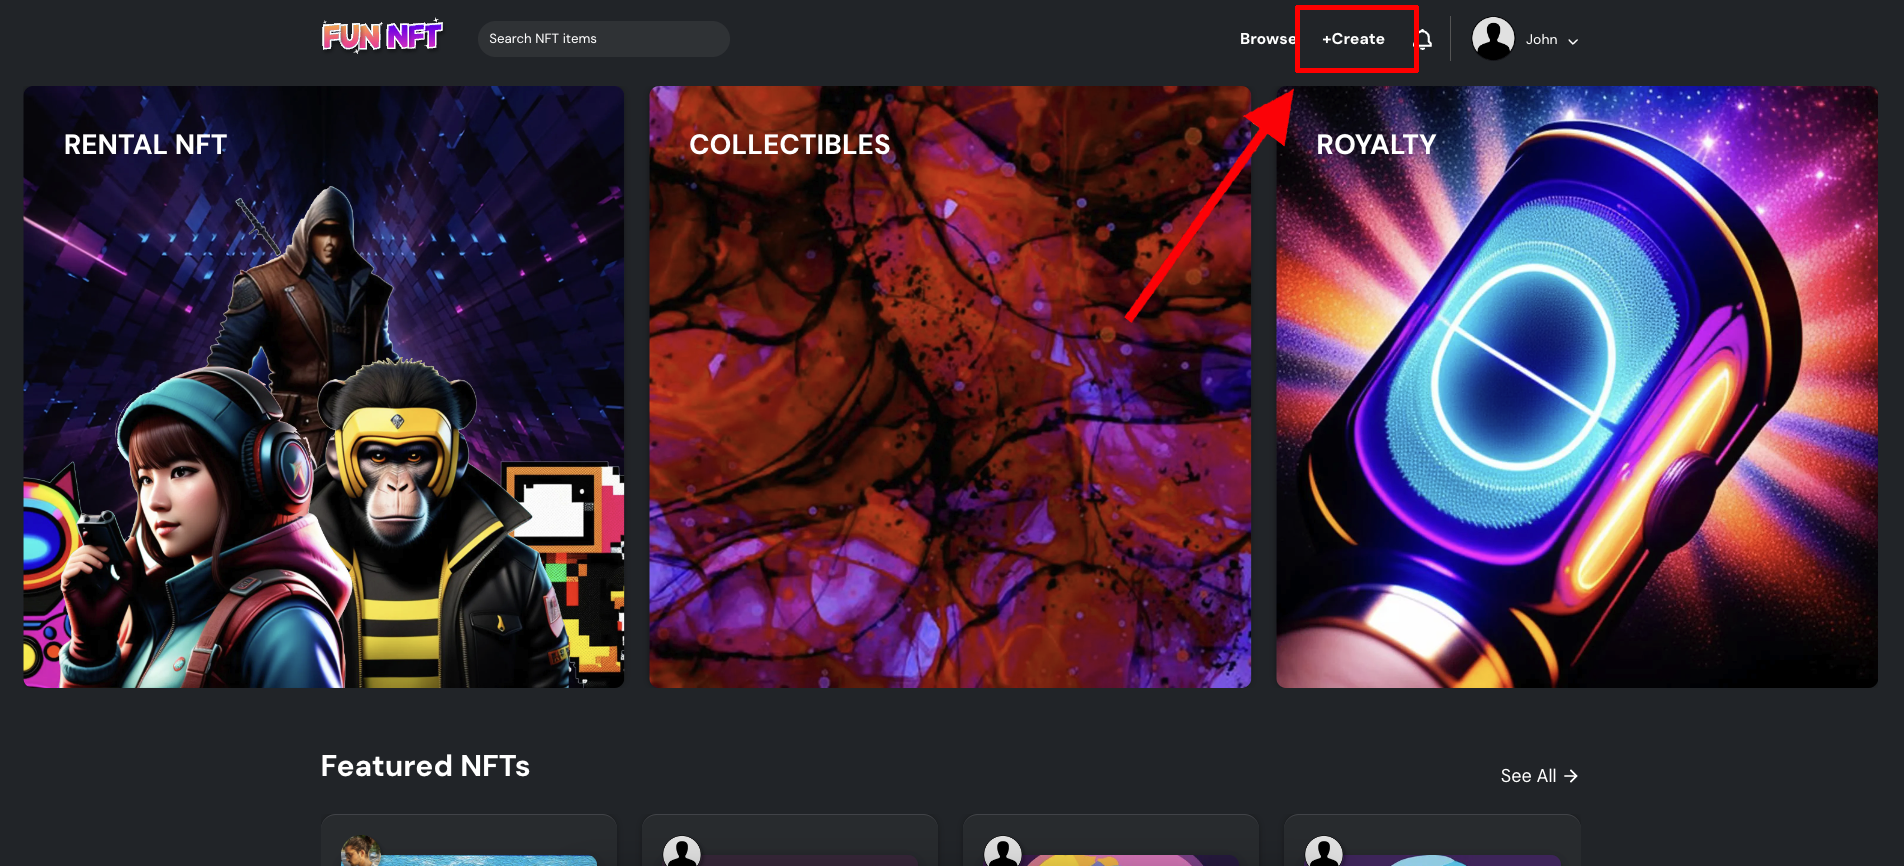 FUN NFT
Search NFT items
Browse
+Create
John
RENTAL NFT
COLLECTIBLES
ROYALTY
Featured NFTs
See All →